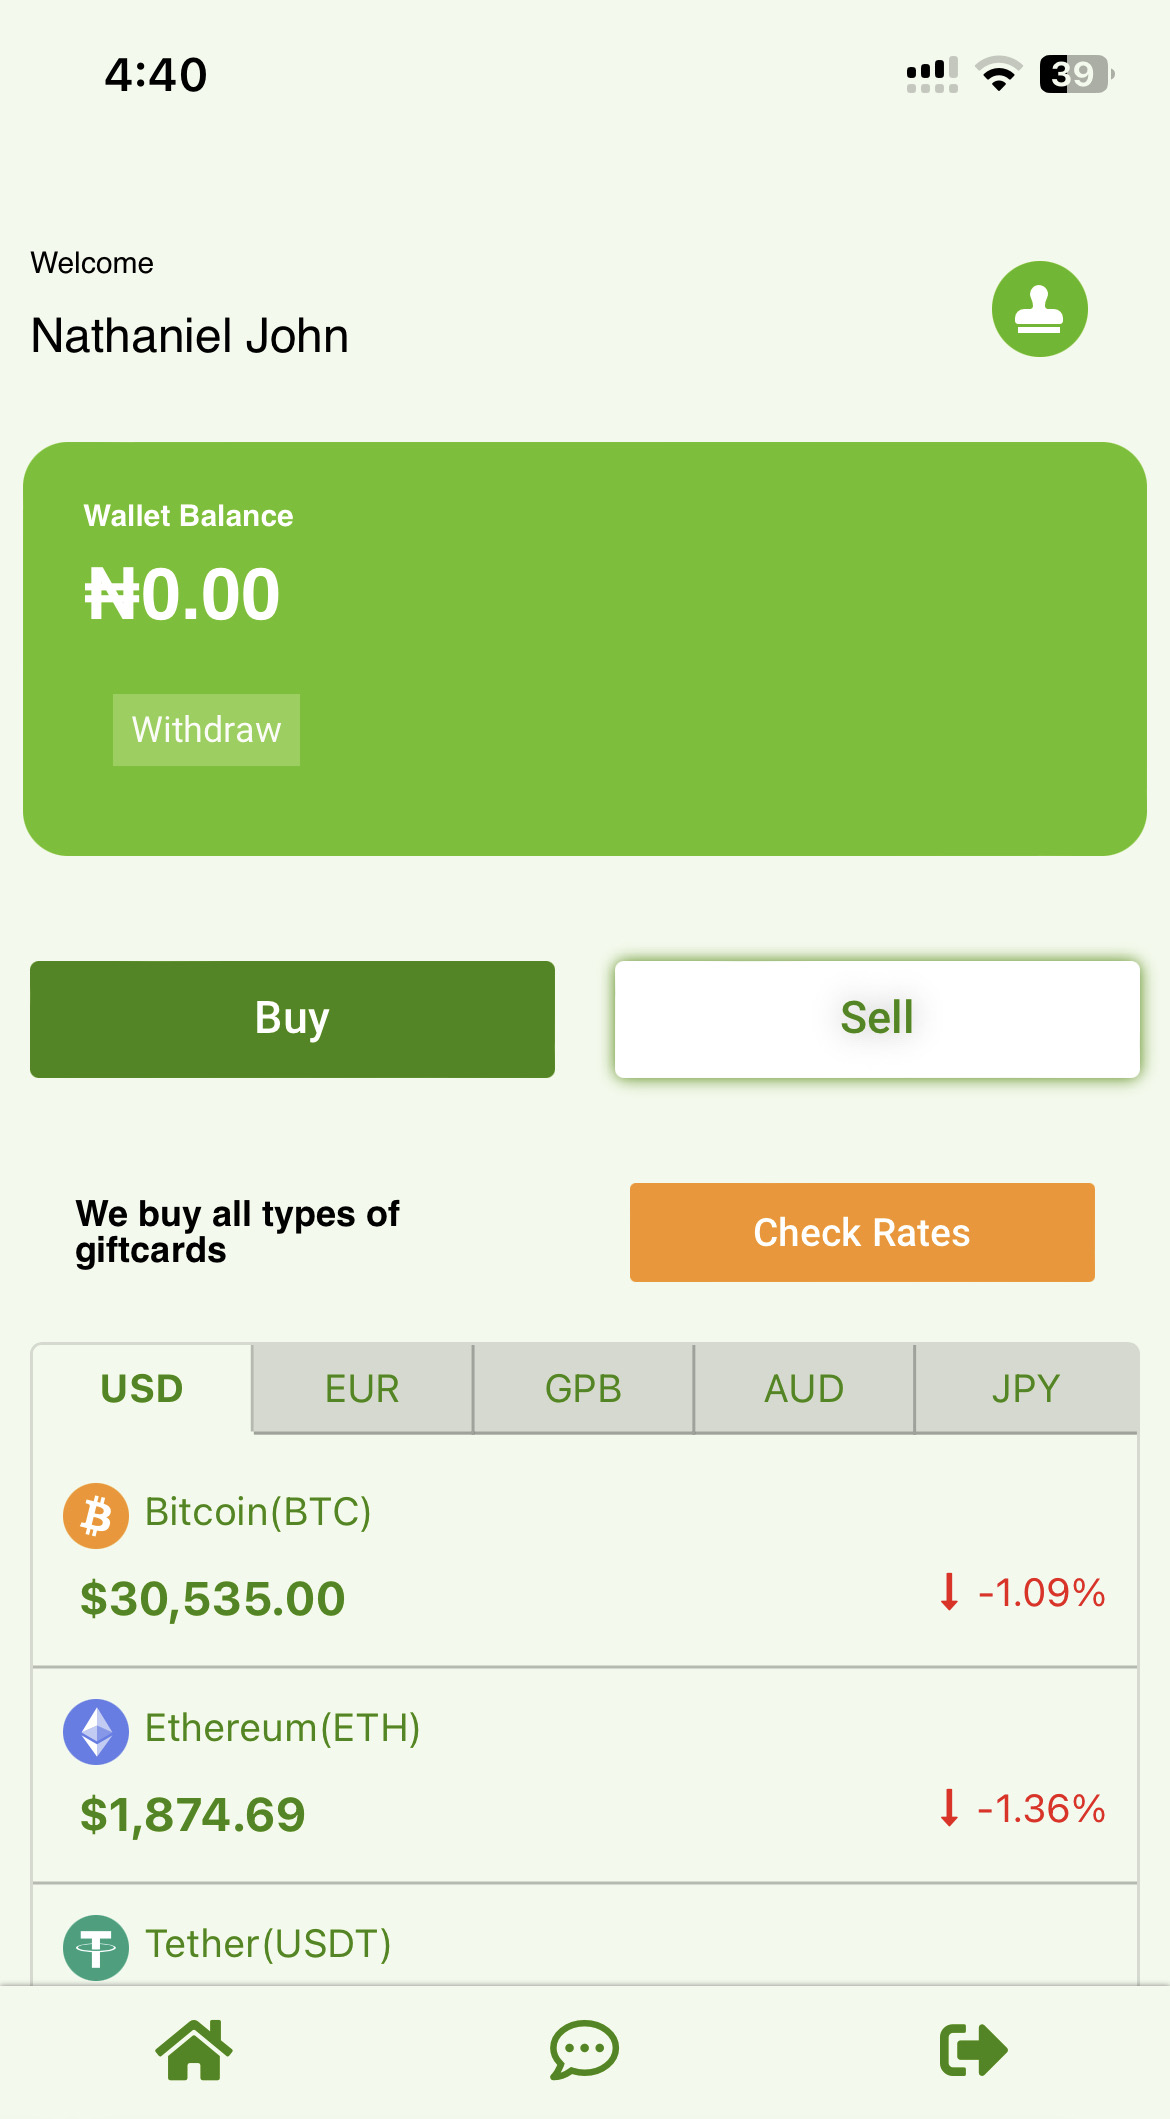 4:40
39
Welcome
Nathaniel John
Wallet Balance
₦0.00
Withdraw
Buy
Sell
We buy all types of
giftcards
Check Rates
USD
EUR
GPB
AUD
JPY
Bitcoin(BTC)
$30,535.00
-1.09%
Ethereum(ETH)
$1,874.69
-1.36%
Tether(USDT)